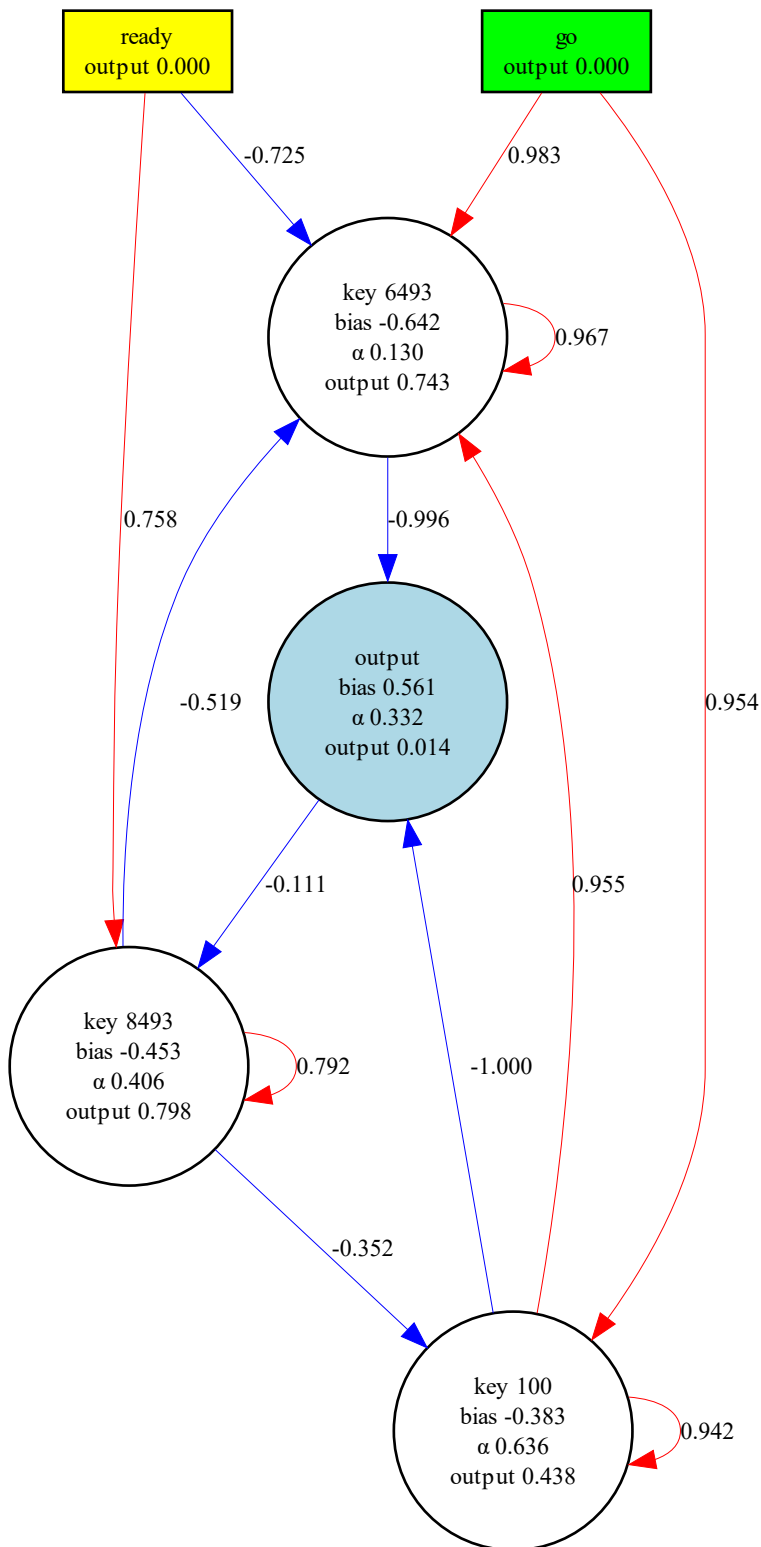 ready
output 0.000
go
output 0.000
-0.725
0.983
key 6493
bias -0.642
α 0.130
output 0.743
0.967
0.758
-0.996
-0.519
output
bias 0.561
α 0.332
output 0.014
0.954
-0.111
0.955
key 8493
bias -0.453
α 0.406
output 0.798
0.792
-1.000
-0.352
key 100
bias -0.383
α 0.636
output 0.438
0.942